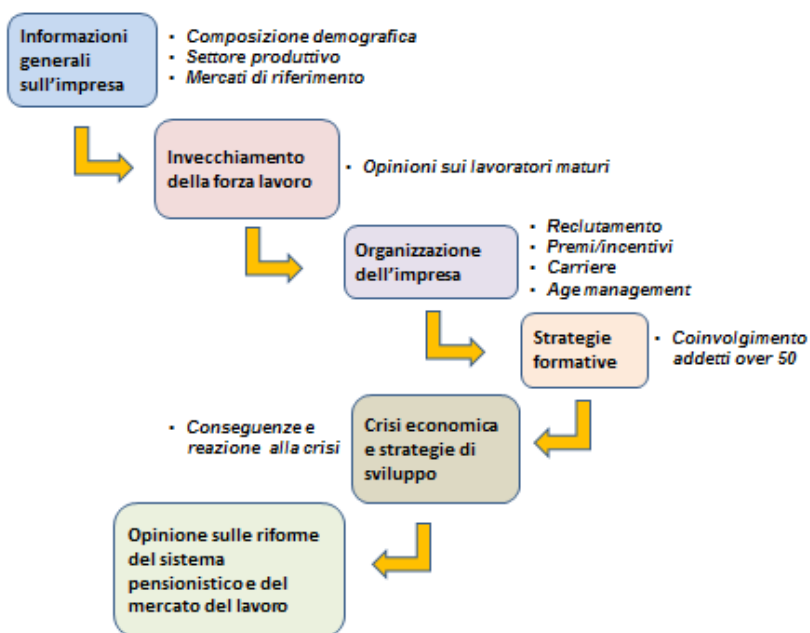 Informazioni
generali
sull'impresa
▪ Composizione demografica
▪ Settore produttivo
▪ Mercati di riferimento
Invecchiamento
della forza lavoro
▪ Opinioni sui lavoratori maturi
Organizzazione
dell'impresa
▪ Reclutamento
▪ Premi/incentivi
▪ Carriere
▪ Age management
Strategie
formative
▪ Coinvolgimento
addetti over 50
▪ Conseguenze e
reazione alla crisi
Crisi economica
e strategie di
sviluppo
Opinione sulle riforme
del sistema
pensionistico e del
mercato del lavoro